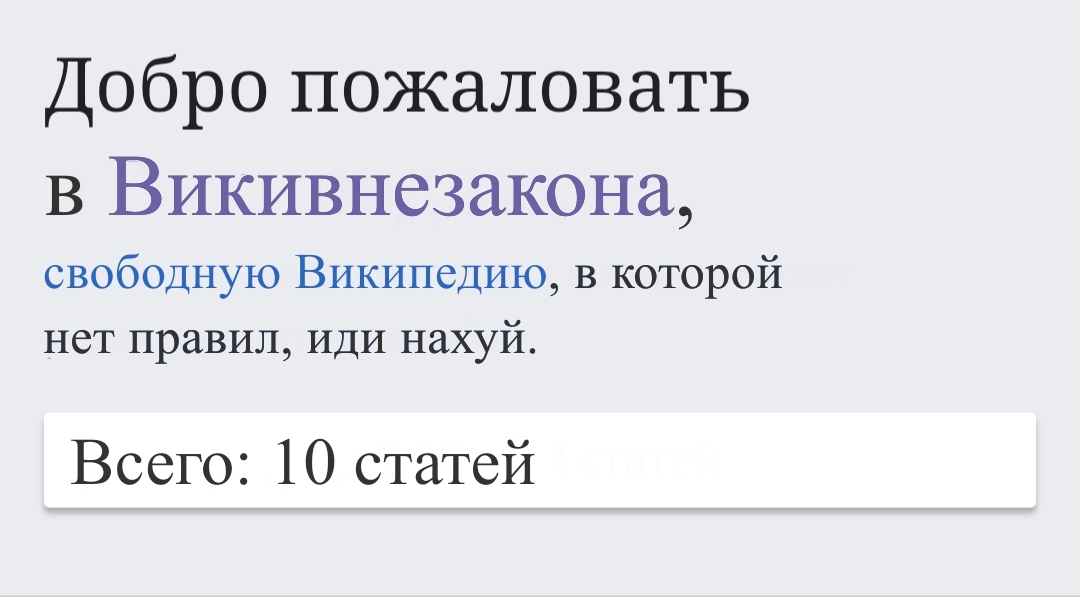 Добро пожаловать
в Викивнезакона,
свободную Википедию, в которой
нет правил, иди нахуй.
Всего: 10 статей